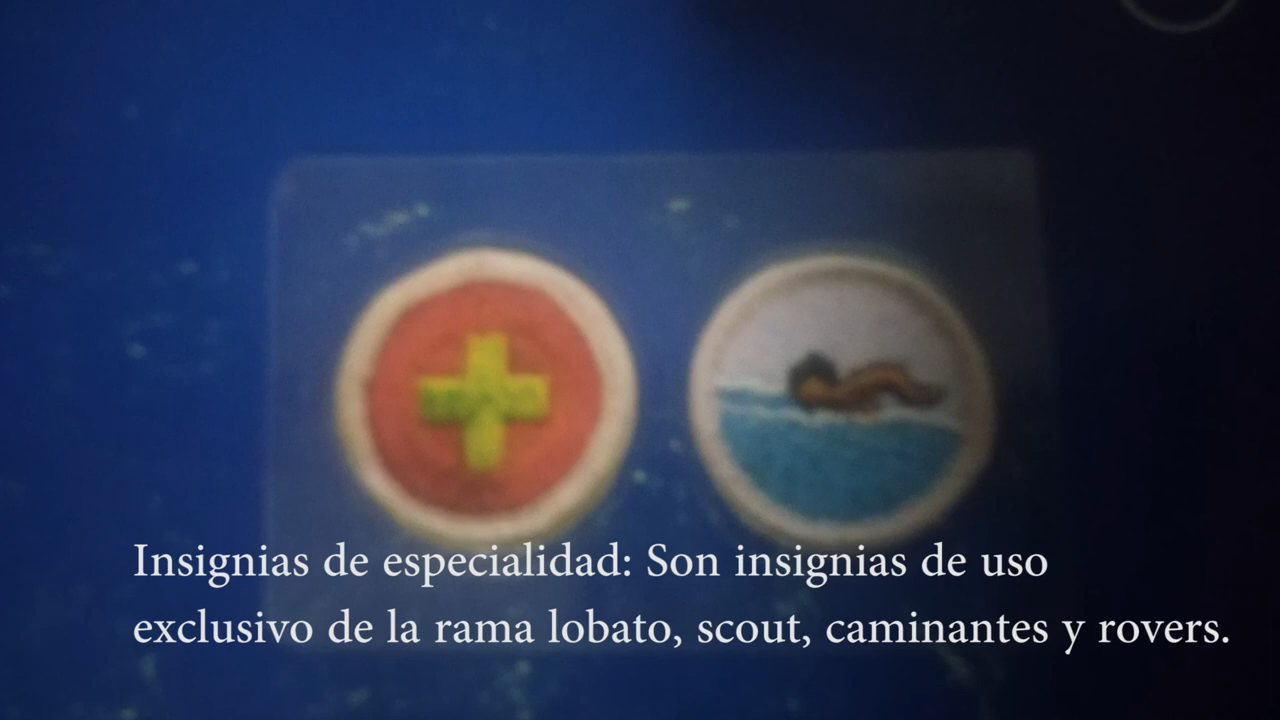 Insignias de especialidad: Son insignias de uso
exclusivo de la rama lobato, scout, caminantes y rovers.